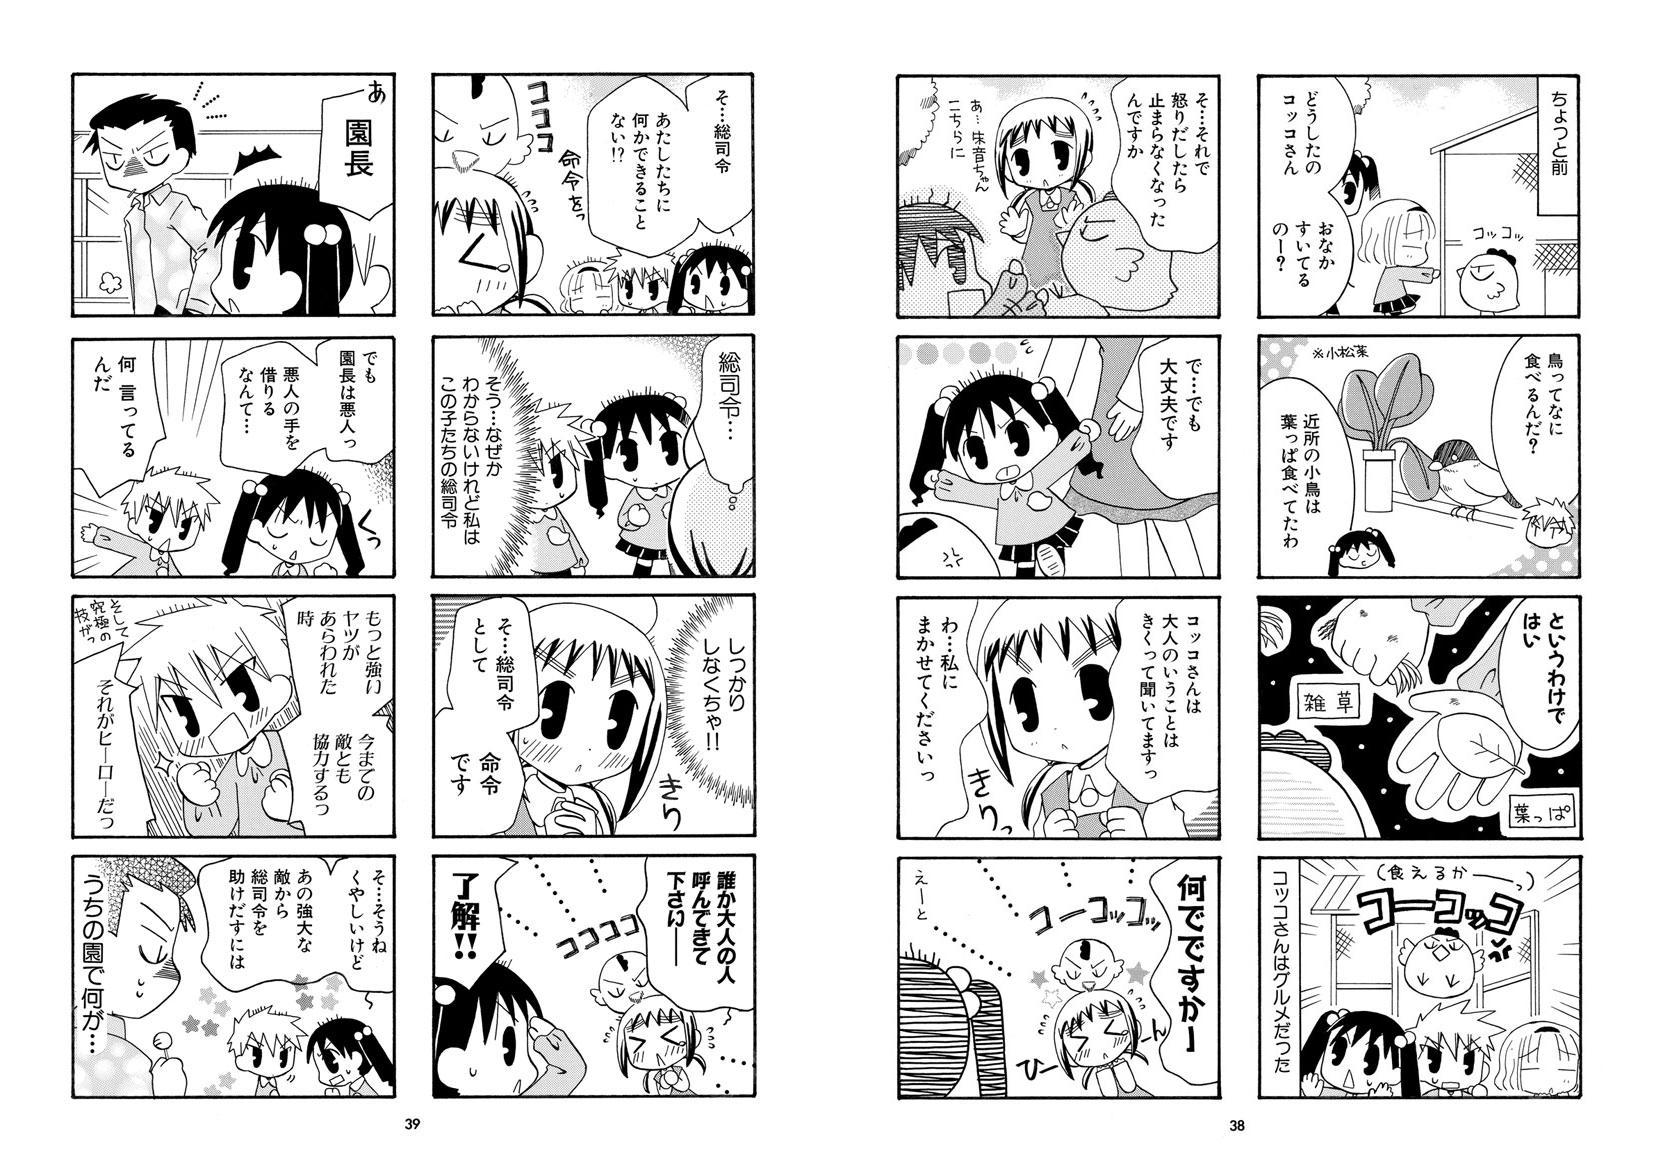 ちょっと前
どうしたの
コッコさん
おなか
すいてる
のー?
コッコッ
鳥ってなに
食べるんだ?
※小松菜
近所の小鳥は
葉っぱ食べてたわ
というわけで
はい
雑草
葉っぱ
(食えるかーーっ)
コーコッコ
コッコさんはグルメだった
そ…それで
怒りだしたら
止まらなくなった
んですか
あ…味音ちゃん
こちらに
で…でも
大丈夫です
コッコさんは
大人のいうことは
きくって聞いてますっ
わ…私に
まかせてくださいっ
きりっ
何でですかー
コーコッコッ
えーと
ひーーん
38
そ…総司令
あたしたちに
何かできること
ない!?
コココ
命令をっ
総司令…
そう…なぜか
わからないけれど私は
この子たちの総司令
しっかり
しなくちゃ!!
そ…総司令
として
命令
です
きり
誰か大人の人
呼んできて
下さいー
ココココ
了解!!
あ
園長
でも
園長は悪人っ
悪人の手を
借りる
なんて…
くっ
何 言ってる
んだ
もっと強い
ヤツが
あらわれた
時
今までの
敵とも
協力するっ
そして
究極の
技がっ
それがヒーローだっ
そ…そうね
くやしいけど
あの強大な
敵から
総司令を
助けだすには
うちの園で何が…
39